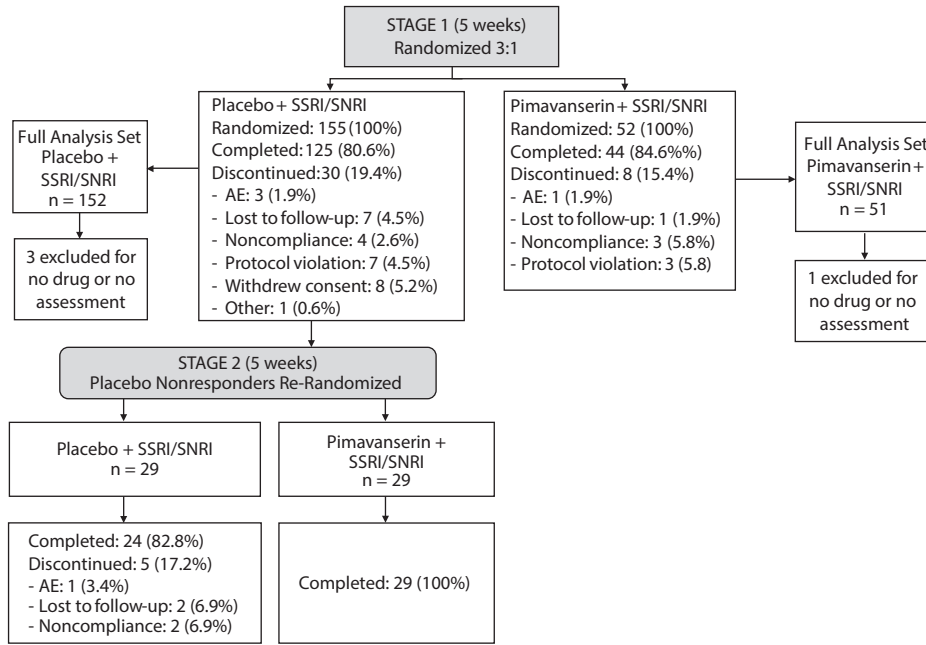 STAGE 1 (5 weeks)
Randomized 3:1
Placebo + SSRI/SNRI
Randomized: 155 (100%)
Completed: 125 (80.6%)
Discontinued: 30 (19.4%)
- AE: 3 (1.9%)
- Lost to follow-up: 7 (4.5%)
- Noncompliance: 4 (2.6%)
- Protocol violation: 7 (4.5%)
- Withdrew consent: 8 (5.2%)
- Other: 1 (0.6%)
Pimavanserin + SSRI/SNRI
Randomized: 52 (100%)
Completed: 44 (84.6%%)
Discontinued: 8 (15.4%)
- AE: 1 (1.9%)
- Lost to follow-up: 1 (1.9%)
- Noncompliance: 3 (5.8%)
- Protocol violation: 3 (5.8)
Full Analysis Set
Placebo +
SSRI/SNRI
n = 152
3 excluded for
no drug or no
assessment
Full Analysis Set
Pimavanserin +
SSRI/SNRI
n = 51
1 excluded for
no drug or no
assessment
STAGE 2 (5 weeks)
Placebo Nonresponders Re-Randomized
Placebo + SSRI/SNRI
n = 29
Pimavanserin +
SSRI/SNRI
n = 29
Completed: 24 (82.8%)
Discontinued: 5 (17.2%)
- AE: 1 (3.4%)
- Lost to follow-up: 2 (6.9%)
- Noncompliance: 2 (6.9%)
Completed: 29 (100%)